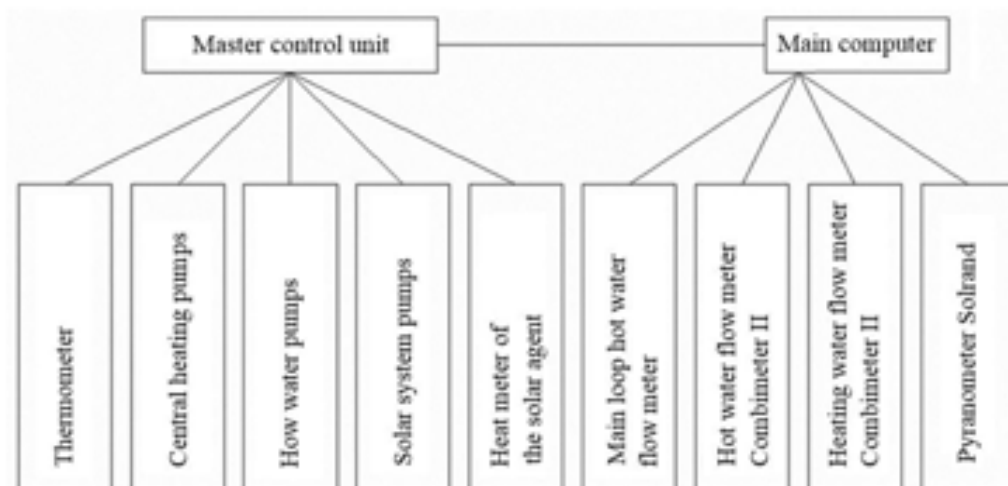 Master control unit
Main computer
Thermometer
Central heating pumps
How water pumps
Solar system pumps
Heat meter of
the solar agent
Main loop hot water
flow meter
Hot water flow meter
Combimeter II
Heating water flow meter
Combimeter II
Pyranometer Solrand